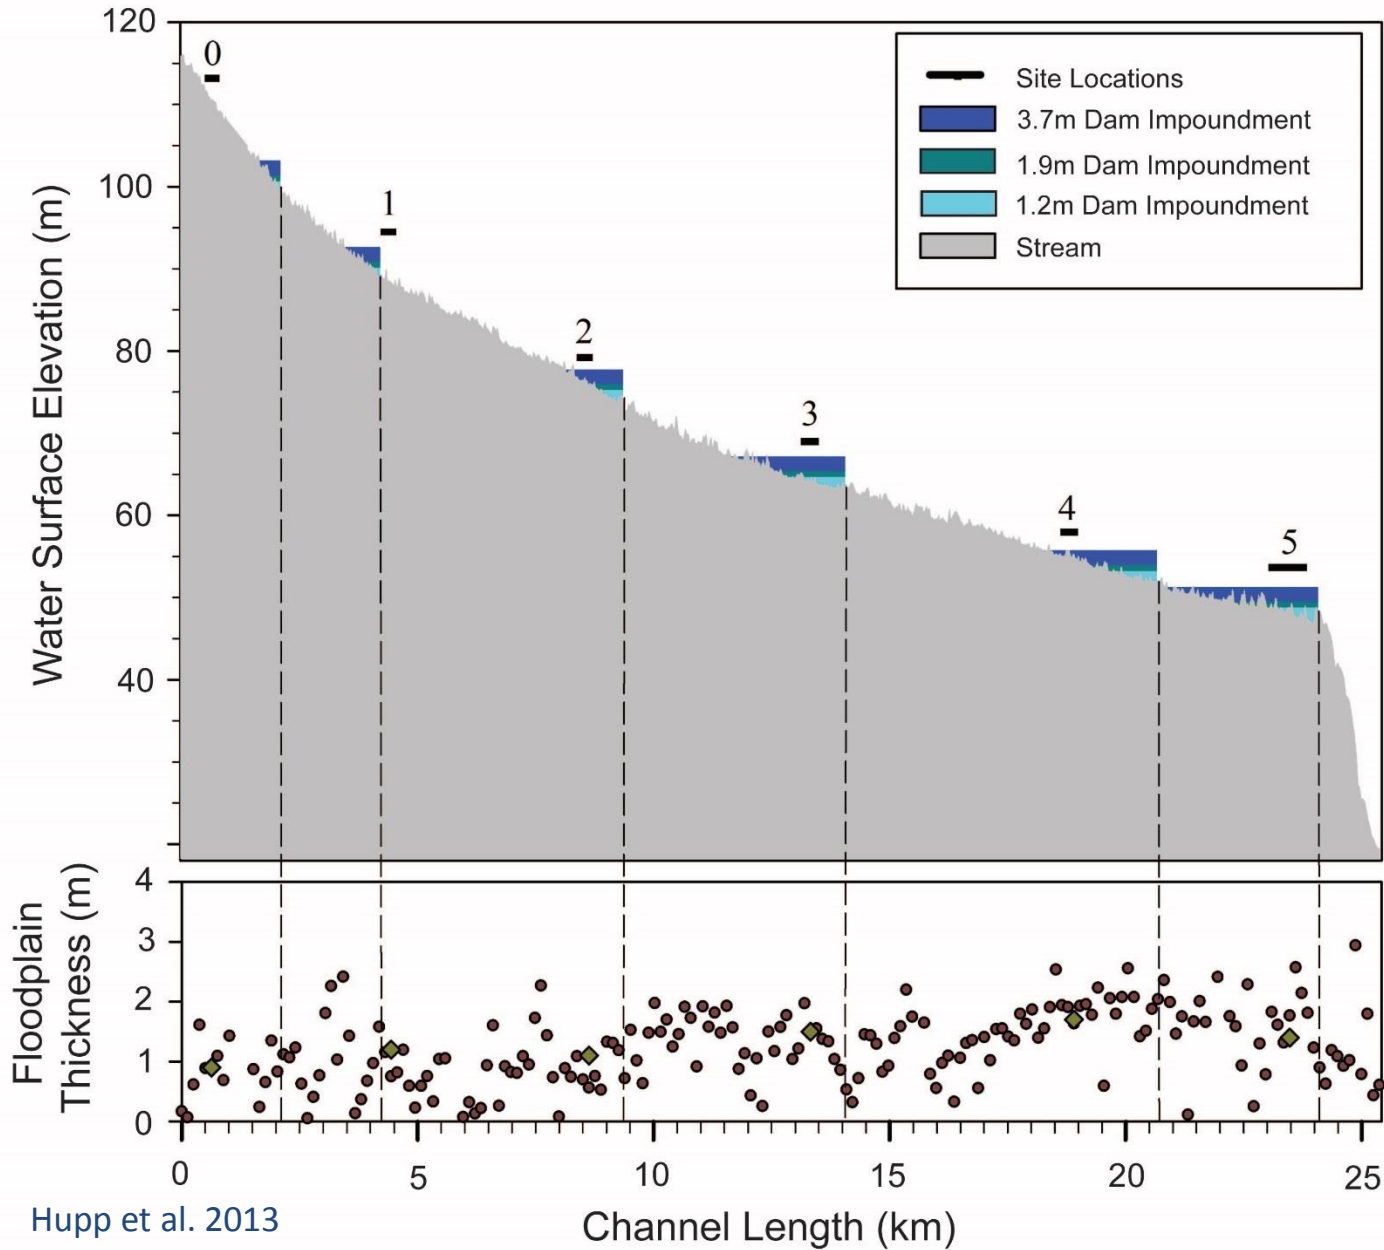 120
100
80
60
40
Water Surface Elevation (m)
0
1
2
3
4
5
Site Locations
3.7m Dam Impoundment
1.9m Dam Impoundment
1.2m Dam Impoundment
Stream
4
3
2
1
0
Floodplain
Thickness (m)
0
5
10
15
20
25
Channel Length (km)
Hupp et al. 2013